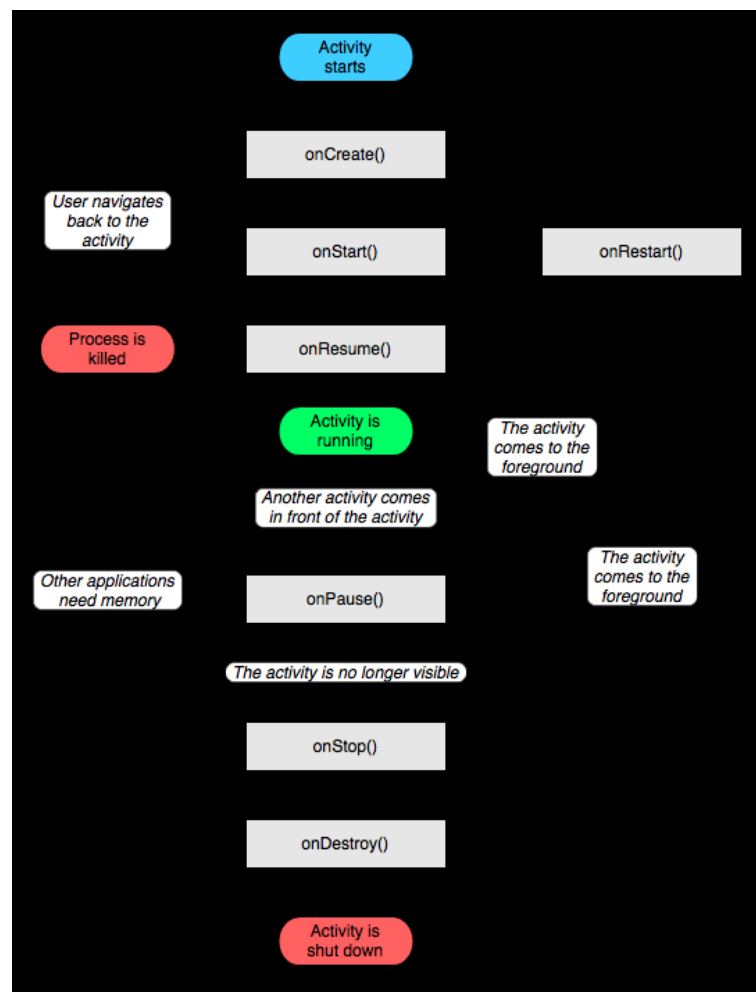 Activity
starts
onCreate()
User navigates
back to the
activity
onStart()
onRestart()
Process is
killed
onResume()
Activity is
running
The activity
comes to the
foreground
Another activity comes
in front of the activity
The activity
comes to the
foreground
Other applications
need memory
onPause()
The activity is no longer visible
onStop()
onDestroy()
Activity is
shut down